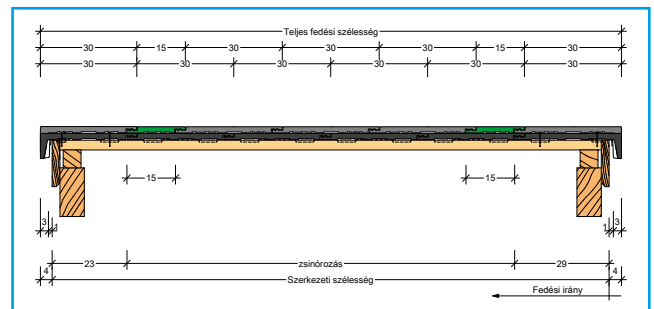 Teljes fedési szélesség
30 15 30 30 30 15 30
30 30 30 30 30 30
15 15
3 1 1 3
23 zsinórozás 29
4 Szerkezeti szélesség 4
Fedési irány